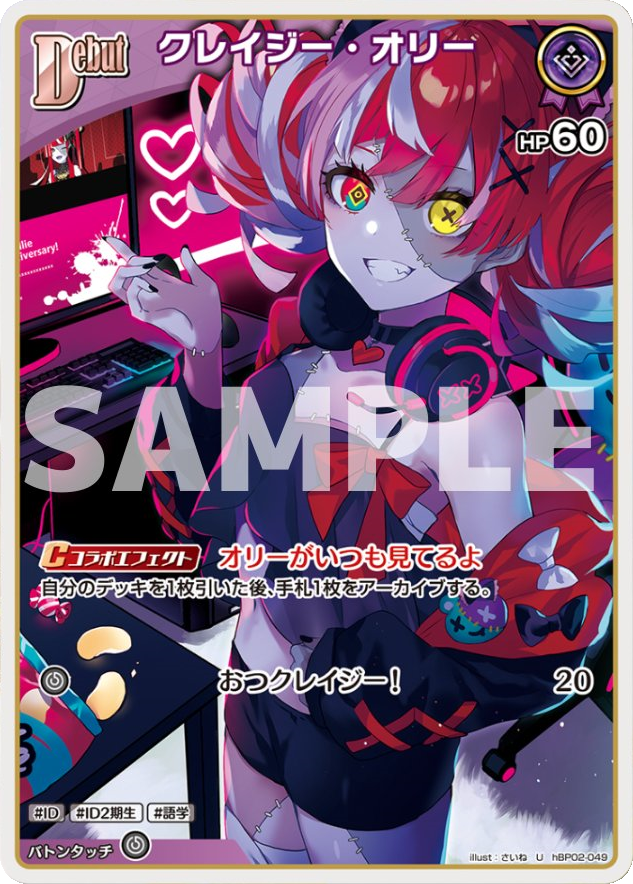 Debut
クレイジー・オリー
HP60
llie
iversary!
SAMPLE
Cコラボエフェクト オリーがいつも見てるよ
自分のデッキを1枚引いた後、手札1枚をアーカイブする。
おつクレイジー! 20
#ID #ID2期生 #語学
バトンタッチ
illust:さいね U hBP02-049